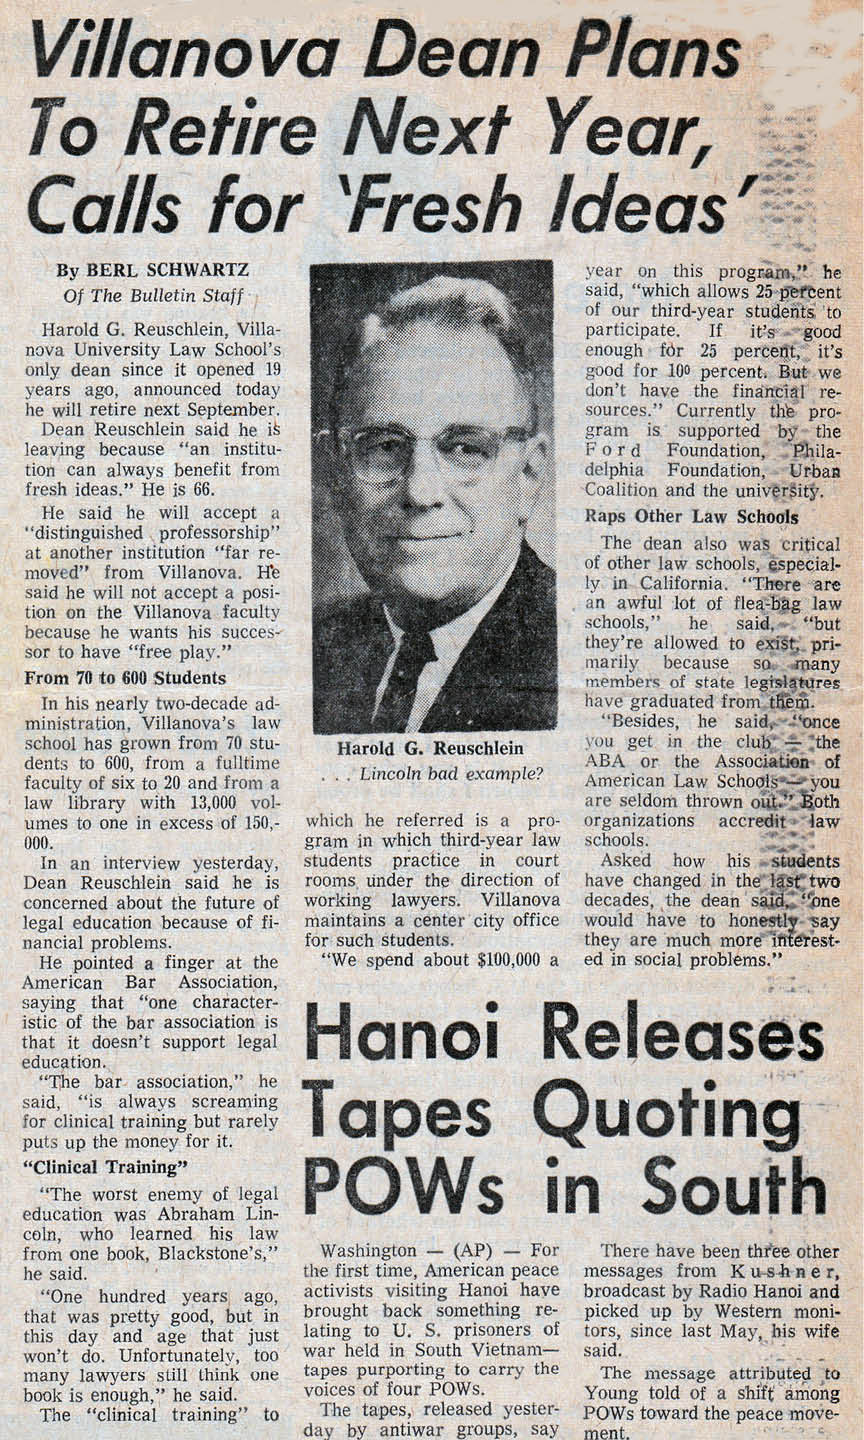 Villanova Dean Plans
To Retire Next Year,
Calls for 'Fresh Ideas'
By BERL SCHWARTZ
Of The Bulletin Staff
Harold G. Reuschlein, Villa-
nova University Law School's
only dean since it opened 19
years ago, announced today
he will retire next September.
Dean Reuschlein said he is
leaving because "an institu-
tion can always benefit from
fresh ideas." He is 66.
He said he will accept a
"distinguished professorship"
at another institution "far re-
moved" from Villanova. He
said he will not accept a posi-
tion on the Villanova faculty
because he wants his succes-
sor to have "free play."
From 70 to 600 Students
In his nearly two-decade ad-
ministration, Villanova's law
school has grown from 70 stu-
dents to 600, from a fulltime
faculty of six to 20 and from a
law library with 13,000 vol-
umes to one in excess of 150,-
000.
In an interview yesterday,
Dean Reuschlein said he is
concerned about the future of
legal education because of fi-
nancial problems.
He pointed a finger at the
American Bar Association,
saying that "one character-
istic of the bar association is
that it doesn't support legal
education.
"The bar association," he
said, "is always screaming
for clinical training but rarely
puts up the money for it.
"Clinical Training"
"The worst enemy of legal
education was Abraham Lin-
coln, who learned his law
from one book, Blackstone's,"
he said.
"One hundred years ago,
that was pretty good, but in
this day and age that just
won't do. Unfortunately, too
many lawyers still think one
book is enough," he said.
The "clinical training" to
Harold G. Reuschlein
. . . Lincoln bad example?
which he referred is a pro-
gram in which third-year law
students practice in court
rooms under the direction of
working lawyers. Villanova
maintains a center city office
for such students.
"We spend about $100,000 a
year on this program," he
said, "which allows 25 percent
of our third-year students to
participate. If it's good
enough for 25 percent, it's
good for 100 percent. But we
don't have the financial re-
sources." Currently the pro-
gram is supported by the
Ford Foundation, Phila-
delphia Foundation, Urban
Coalition and the university.
Raps Other Law Schools
The dean also was critical
of other law schools, especial-
ly in California. "There are
an awful lot of flea-bag law
schools," he said, "but
they're allowed to exist, pri-
marily because so many
members of state legislatures
have graduated from them.
"Besides, he said, "once
you get in the club — the
ABA or the Association of
American Law Schools — you
are seldom thrown out." Both
organizations accredit law
schools.
Asked how his students
have changed in the last two
decades, the dean said, "one
would have to honestly say
they are much more interest-
ed in social problems."
Hanoi Releases
Tapes Quoting
POWs in South
Washington — (AP) — For
the first time, American peace
activists visiting Hanoi have
brought back something re-
lating to U. S. prisoners of
war held in South Vietnam—
tapes purporting to carry the
voices of four POWs.
The tapes, released yester-
day by antiwar groups, say
There have been three other
messages from Kushner,
broadcast by Radio Hanoi and
picked up by Western moni-
tors, since last May, his wife
said.
The message attributed to
Young told of a shift among
POWs toward the peace move-
ment.